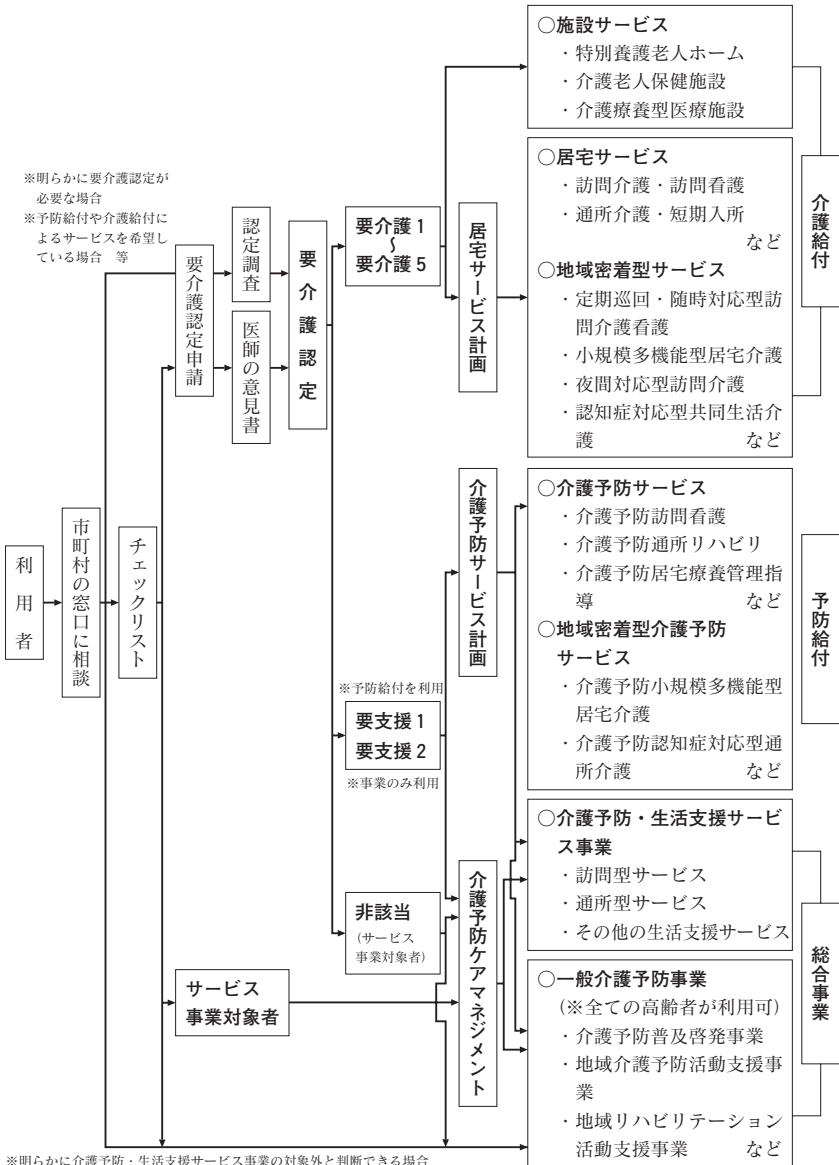 利用者
市町村の窓口に相談
チェックリスト
※明らかに要介護認定が
必要な場合
※予防給付や介護給付に
よるサービスを希望し
ている場合　等
要介護認定申請
認定調査
医師の意見書
要介護認定
要介護1
〜
要介護5
※予防給付を利用
要支援1
要支援2
※事業のみ利用
非該当
(サービス
事業対象者)
サービス
事業対象者
居宅サービス計画
介護予防サービス計画
介護予防ケアマネジメント
○施設サービス
・特別養護老人ホーム
・介護老人保健施設
・介護療養型医療施設
○居宅サービス
・訪問介護・訪問看護
・通所介護・短期入所
など
○地域密着型サービス
・定期巡回・随時対応型訪
問介護看護
・小規模多機能型居宅介護
・夜間対応型訪問介護
・認知症対応型共同生活介
護　など
介護給付
○介護予防サービス
・介護予防訪問看護
・介護予防通所リハビリ
・介護予防居宅療養管理指
導　など
○地域密着型介護予防
サービス
・介護予防小規模多機能型
居宅介護
・介護予防認知症対応型通
所介護　など
予防給付
○介護予防・生活支援サービ
ス事業
・訪問型サービス
・通所型サービス
・その他の生活支援サービス
○一般介護予防事業
(※全ての高齢者が利用可)
・介護予防普及啓発事業
・地域介護予防活動支援事
業
・地域リハビリテーション
活動支援事業　など
総合事業
※明らかに介護予防・生活支援サービス事業の対象外と判断できる場合